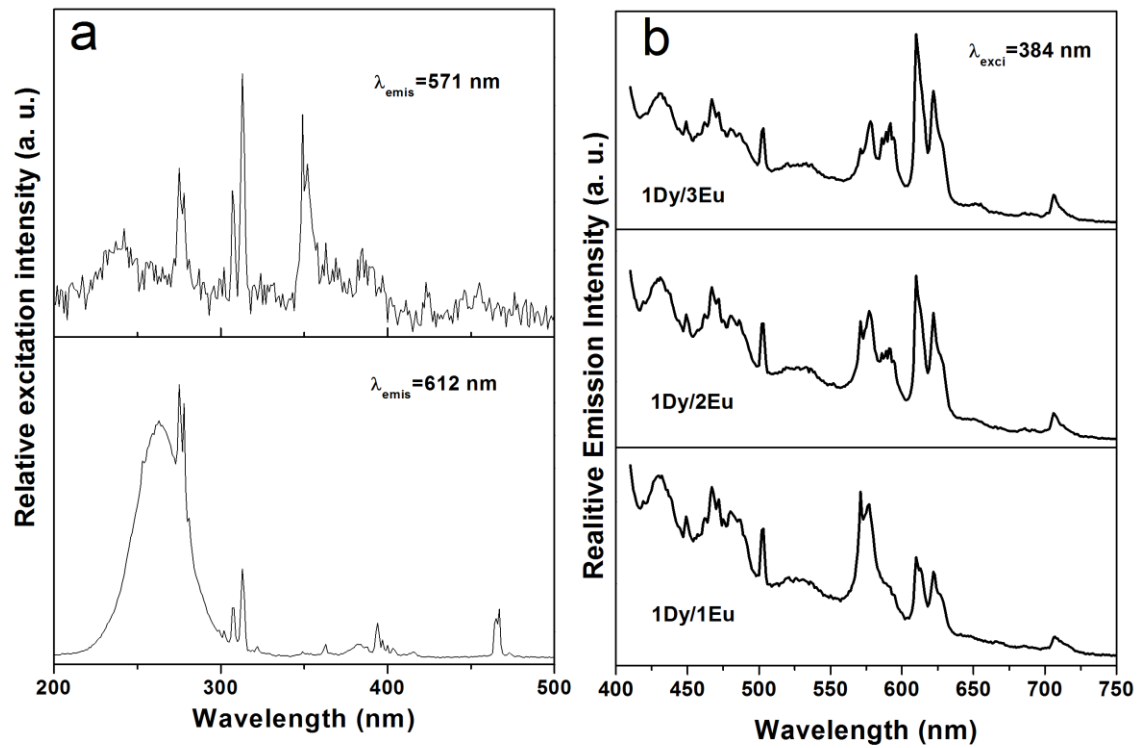 a
λemis=571 nm
λemis=612 nm
Relative excitation intensity (a. u.)
200 300 400 500
Wavelength (nm)
b
λexci=384 nm
1Dy/3Eu
1Dy/2Eu
1Dy/1Eu
Realitive Emission Intensity (a. u.)
400 450 500 550 600 650 700 750
Wavelength (nm)